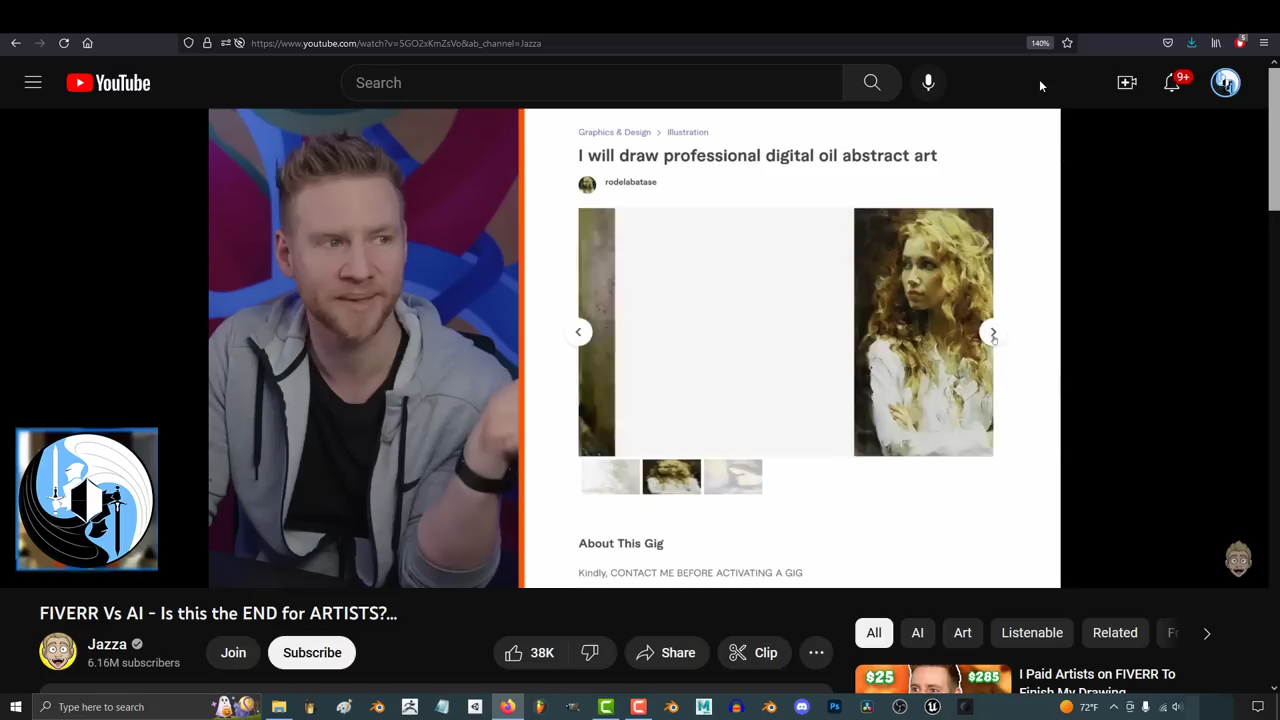 https://www.youtube.com/watch?v=5GO2xKmZsVo&ab_channel=Jazza
140%
5
YouTube
Search
9+
Graphics & Design > Illustration
I will draw professional digital oil abstract art
rodelabatase
About This Gig
Kindly, CONTACT ME BEFORE ACTIVATING A GIG
FIVERR Vs AI - Is this the END for ARTISTS?...
Jazza
6.16M subscribers
Join
Subscribe
38K
Share
Clip
All
AI
Art
Listenable
Related
Fr
$25
$285
I Paid Artists on FIVERR To
Finish My Drawing
Type here to search
72°F